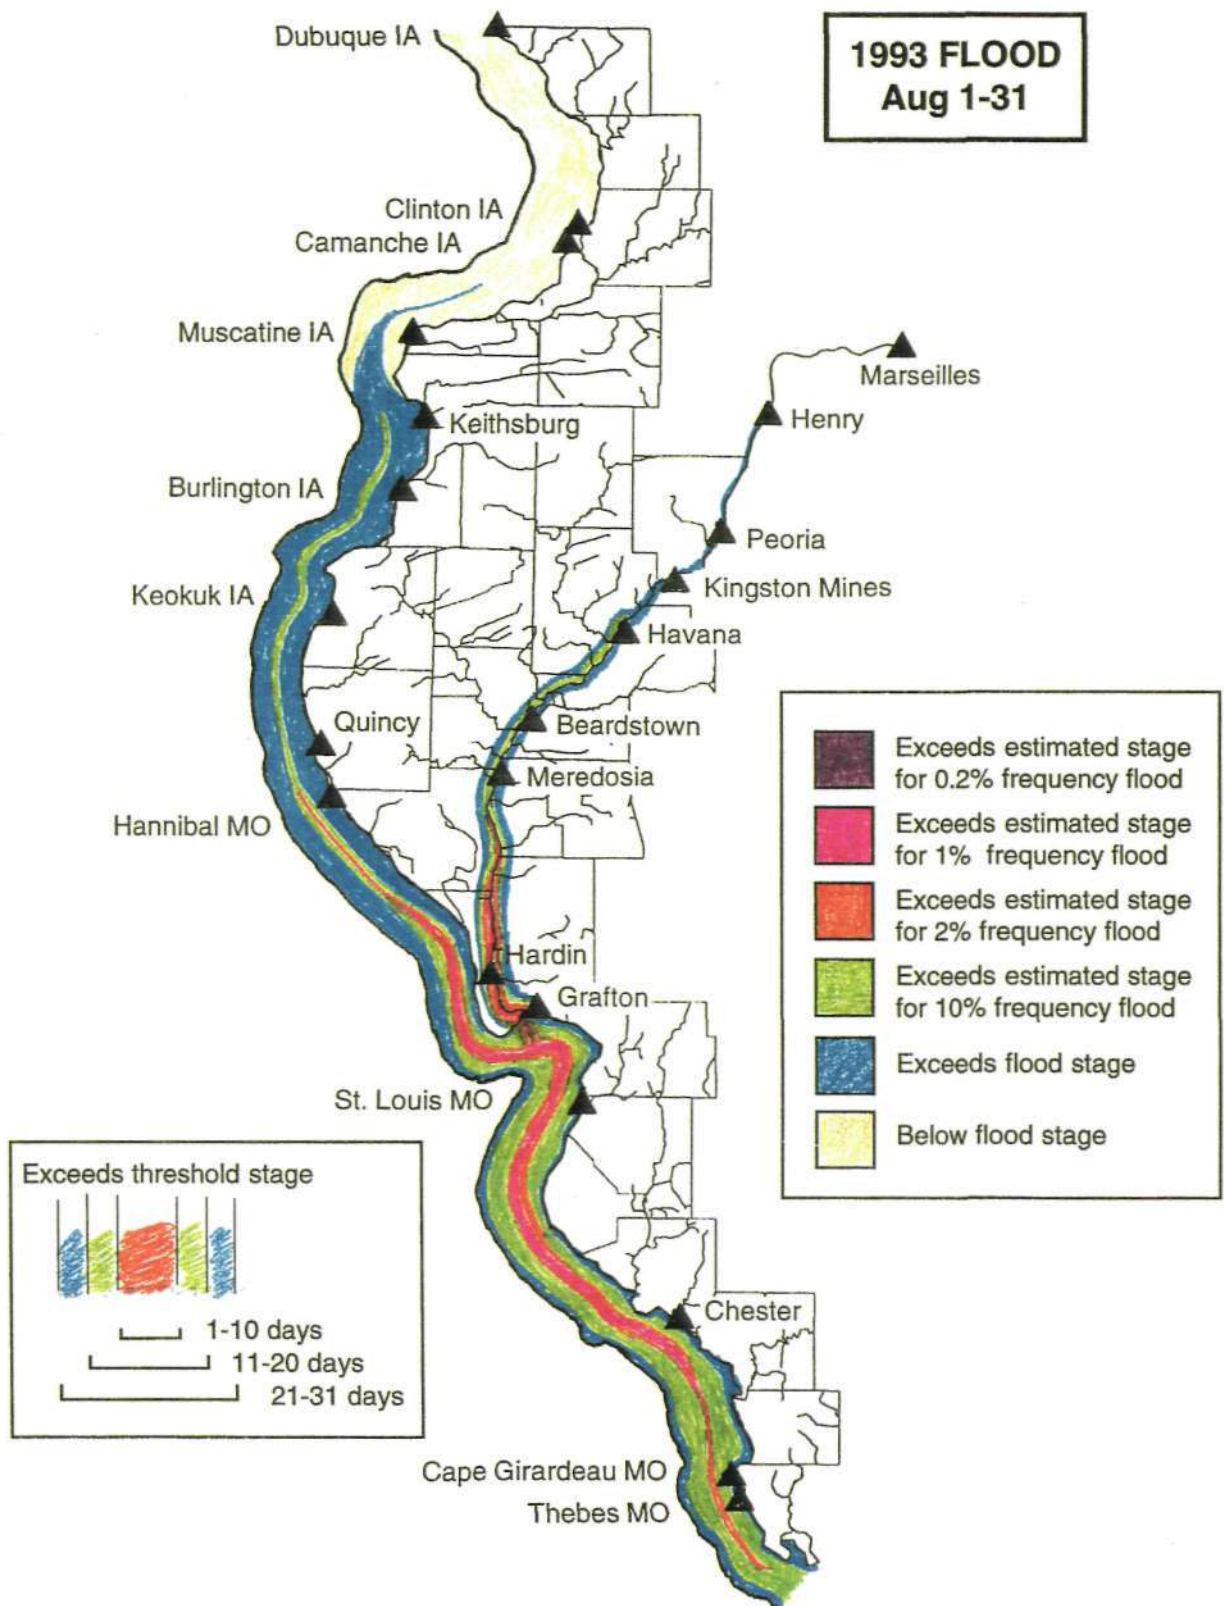 1993 FLOOD
Aug 1-31
Dubuque IA
Clinton IA
Camanche IA
Muscatine IA
Marseilles
Henry
Keithsburg
Burlington IA
Peoria
Kingston Mines
Keokuk IA
Havana
Quincy
Beardstown
Meredosia
Hannibal MO
Hardin
Grafton
St. Louis MO
Chester
Cape Girardeau MO
Thebes MO
Exceeds estimated stage
for 0.2% frequency flood
Exceeds estimated stage
for 1% frequency flood
Exceeds estimated stage
for 2% frequency flood
Exceeds estimated stage
for 10% frequency flood
Exceeds flood stage
Below flood stage
Exceeds threshold stage
1-10 days
11-20 days
21-31 days